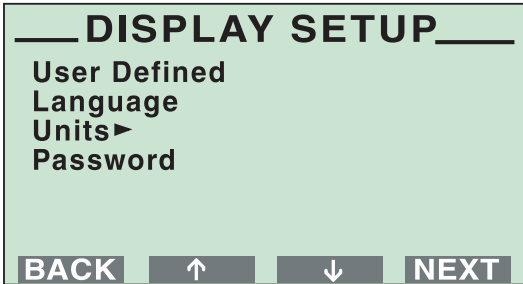 DISPLAY SETUP
User Defined
Language
Units►
Password
BACK ↑ ↓ NEXT